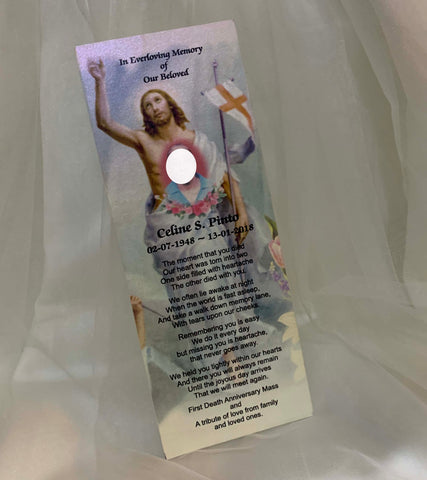 In Everloving Memory
of
Our Beloved
Celine S. Pinto
02-07-1948 ~ 13-01-2018
The moment that you died
Our heart was torn into two
One side filled with heartache
The other died with you.
We often lie awake at night
When the world is fast asleep,
And take a walk down memory lane,
With tears upon our cheeks.
Remembering you is easy
We do it every day
but missing you is heartache,
that never goes away.
We held you tightly within our hearts
And there you will always remain
Until the joyous day arrives
That we will meet again.
First Death Anniversary Mass
and
A tribute of love from family
and loved ones.